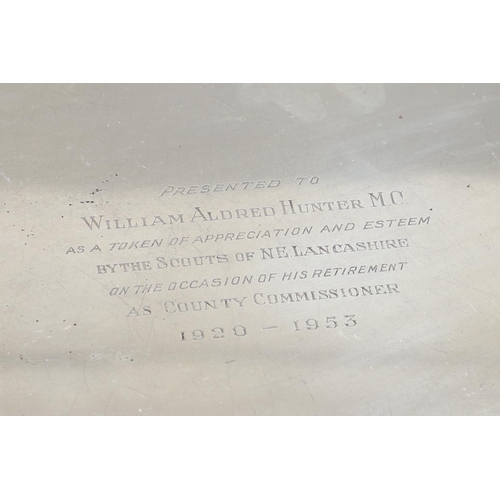 PRESENTED TO
WILLIAM ALDRED HUNTER M.C.
AS A TOKEN OF APPRECIATION AND ESTEEM
BY THE SCOUTS OF N.E. LANCASHIRE
ON THE OCCASION OF HIS RETIREMENT
AS COUNTY COMMISSIONER
1920 - 1953